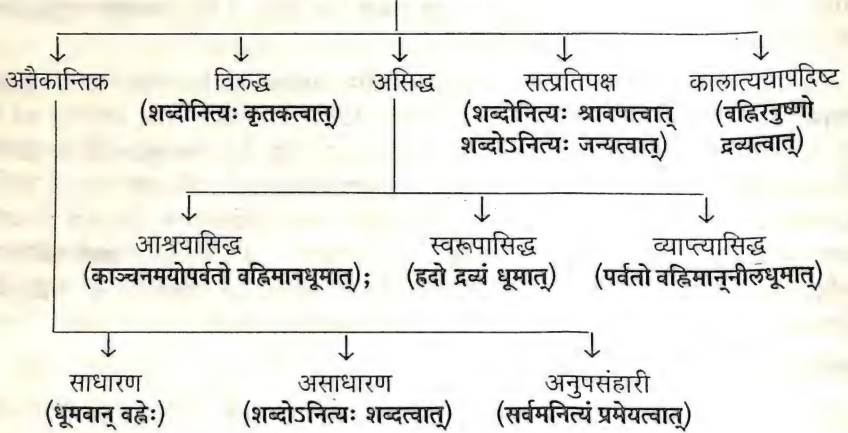 अनैकान्तिक विरुद्ध असिद्ध सत्प्रतिपक्ष कालात्ययापदिष्ट
(शब्दोनित्यः कृतकत्वात्) (शब्दोनित्यः श्रावणत्वात् (वह्निरनुष्णो
शब्दोऽनित्यः जन्यत्वात्) द्रव्यत्वात्)
आश्रयासिद्ध स्वरूपासिद्ध व्याप्त्यासिद्ध
(काञ्चनमयोपर्वतो वह्निमानधूमात्); (ह्रदो द्रव्यं धूमात्) (पर्वतो वह्निमान्नीलधूमात्)
साधारण असाधारण अनुपसंहारी
(धूमवान् वह्नेः) (शब्दोऽनित्यः शब्दत्वात्) (सर्वमनित्यं प्रमेयत्वात्)